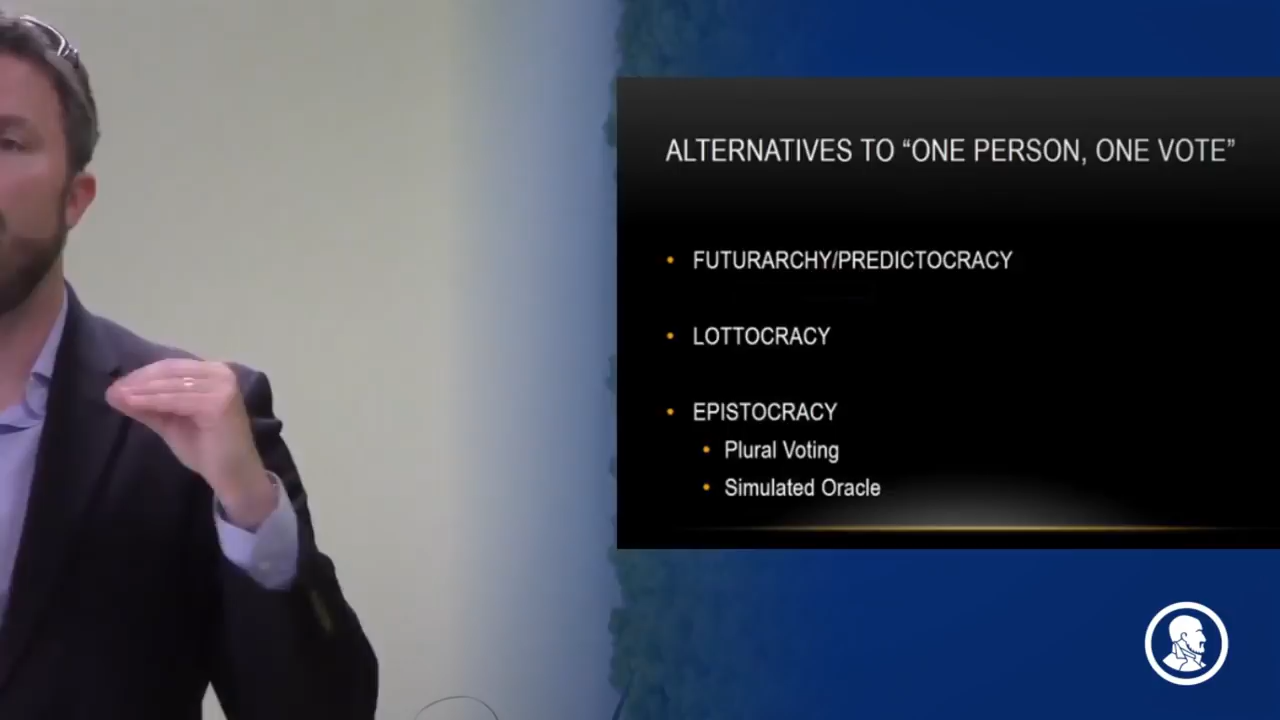 ALTERNATIVES TO “ONE PERSON, ONE VOTE”
• FUTURARCHY/PREDICTOCRACY
• LOTTOCRACY
• EPISTOCRACY
• Plural Voting
• Simulated Oracle